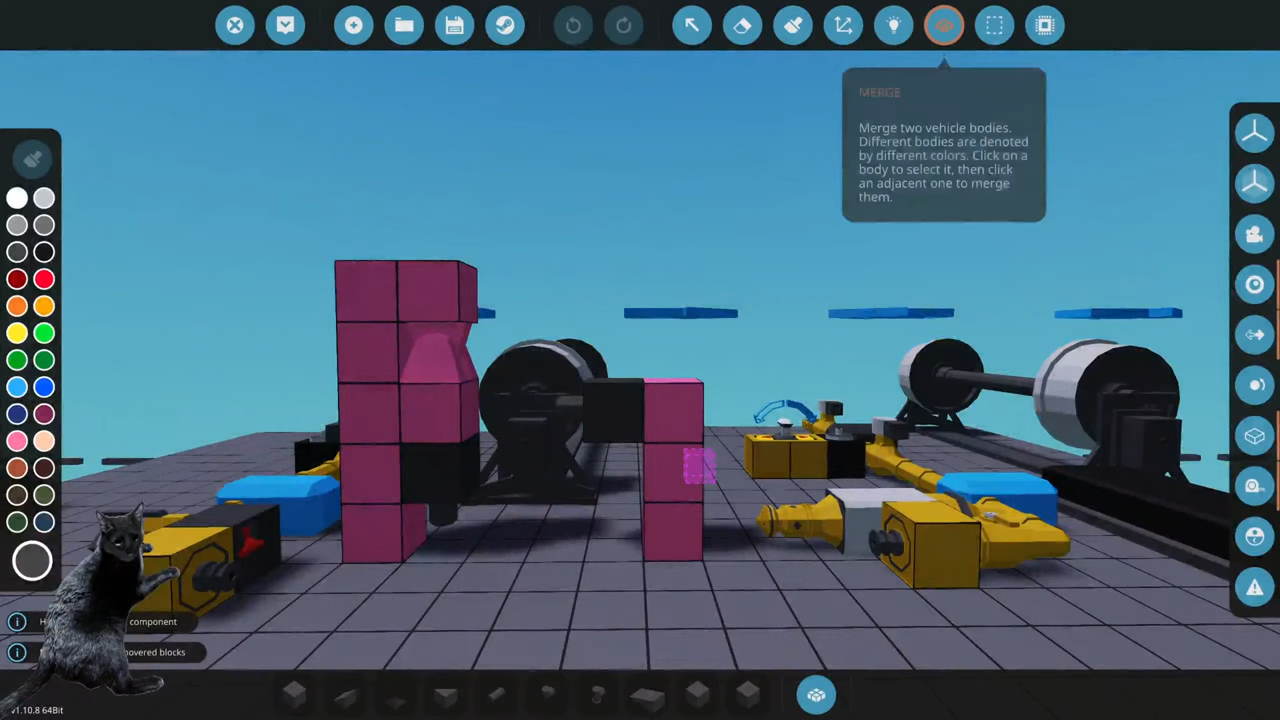 MERGE
Merge two vehicle bodies.
Different bodies are denoted
by different colors. Click on a
body to select it, then click
an adjacent one to merge
them.
component
overed blocks
v1.10.8 64Bit